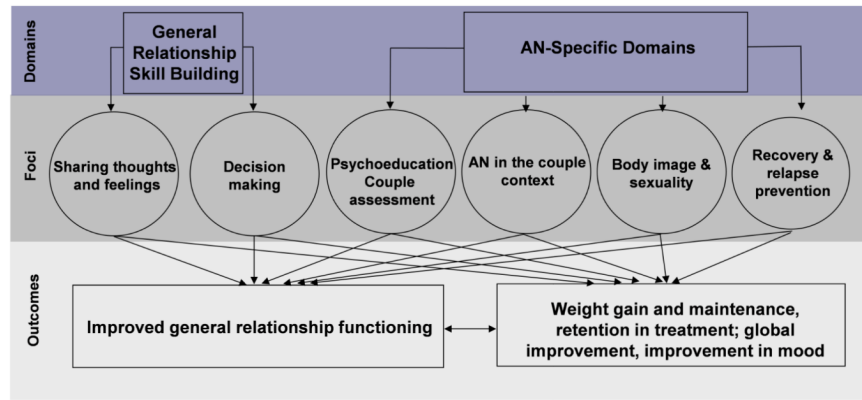 Domains
General
Relationship
Skill Building
AN-Specific Domains
Foci
Sharing thoughts
and feelings
Decision
making
Psychoeducation
Couple
assessment
AN in the couple
context
Body image &
sexuality
Recovery &
relapse
prevention
Outcomes
Improved general relationship functioning
Weight gain and maintenance,
retention in treatment; global
improvement, improvement in mood